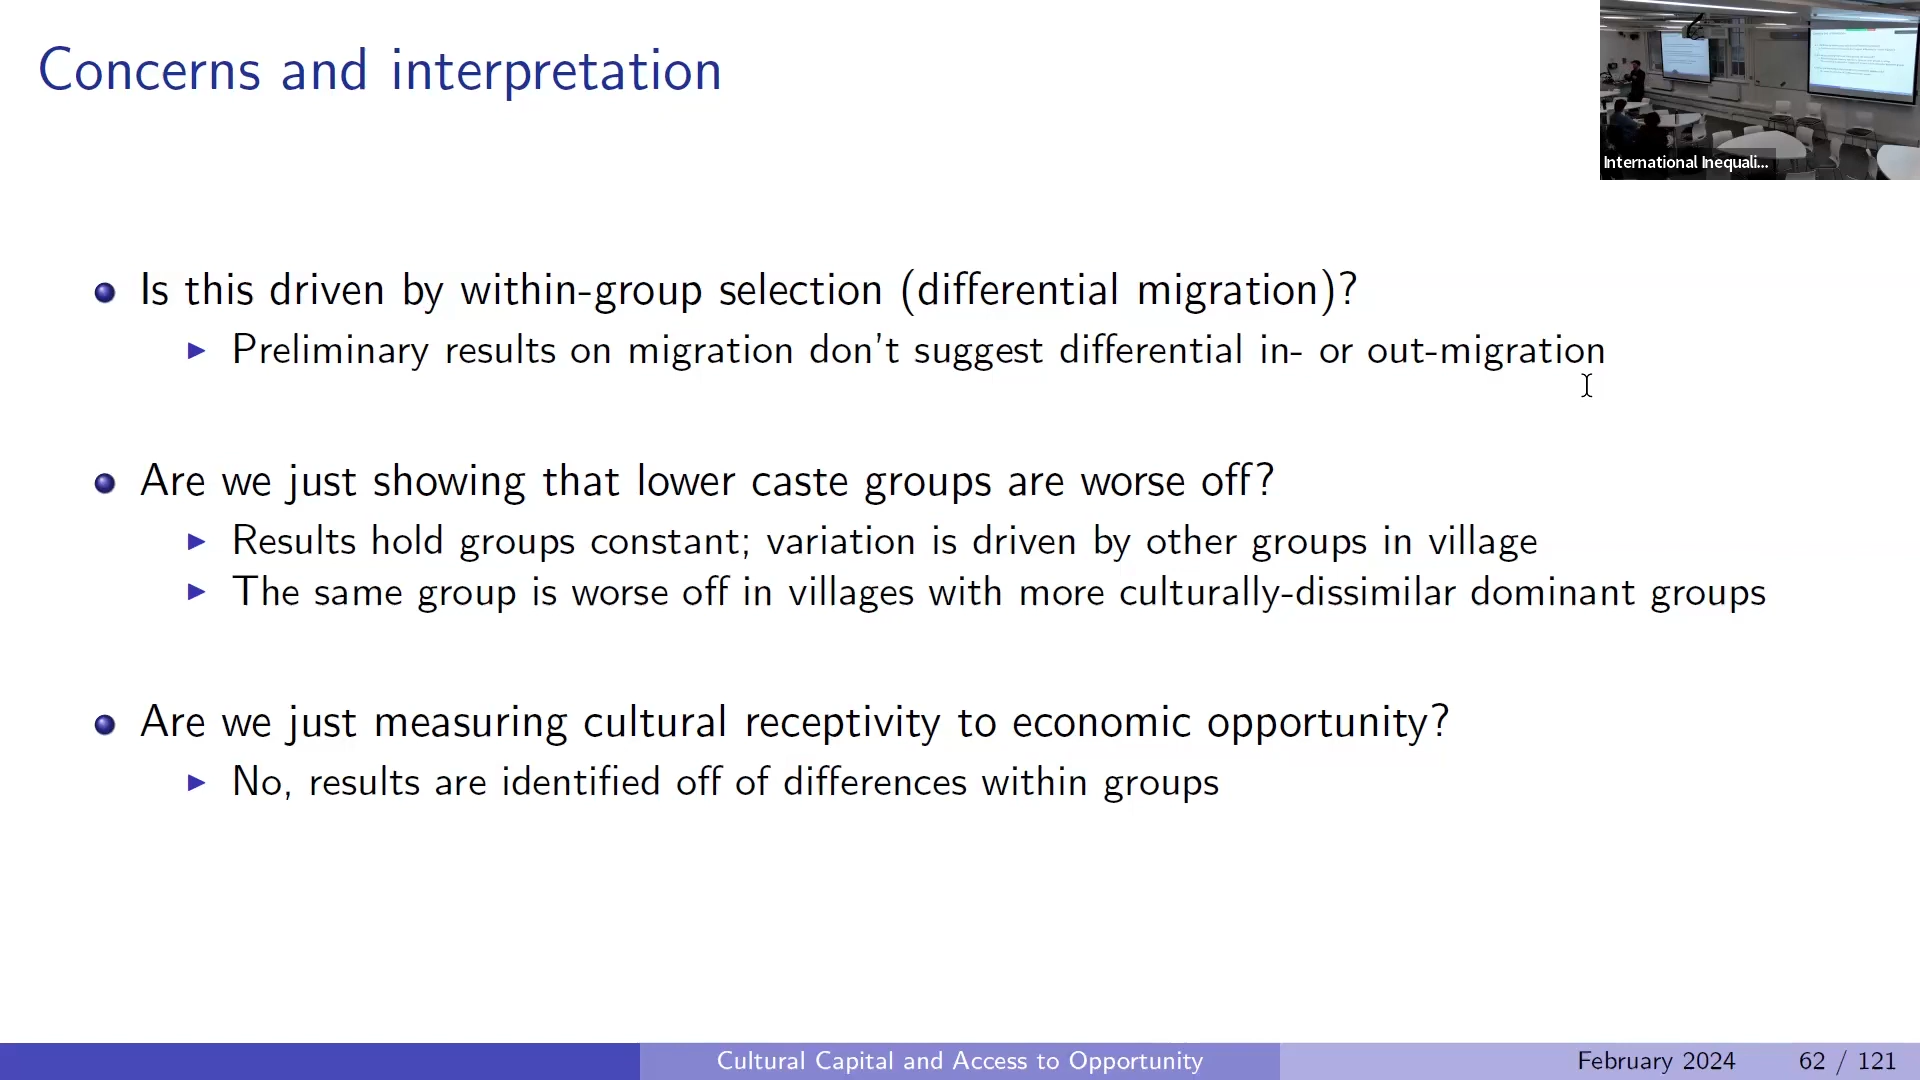 Concerns and interpretation
International Inequali...
Is this driven by within-group selection (differential migration)?
Preliminary results on migration don't suggest differential in- or out-migration
Are we just showing that lower caste groups are worse off?
Results hold groups constant; variation is driven by other groups in village
The same group is worse off in villages with more culturally-dissimilar dominant groups
Are we just measuring cultural receptivity to economic opportunity?
No, results are identified off of differences within groups
Cultural Capital and Access to Opportunity
February 2024 62 / 121